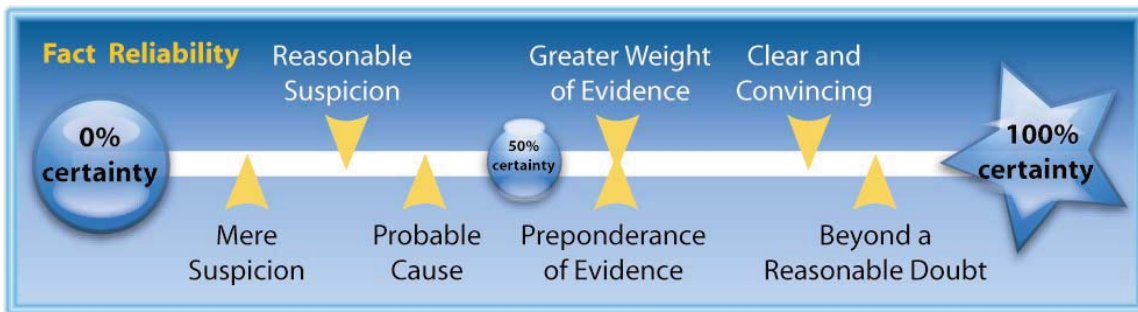 Fact Reliability
Reasonable
Suspicion
Greater Weight
of Evidence
Clear and
Convincing
0%
certainty
50%
certainty
100%
certainty
Mere
Suspicion
Probable
Cause
Preponderance
of Evidence
Beyond a
Reasonable Doubt